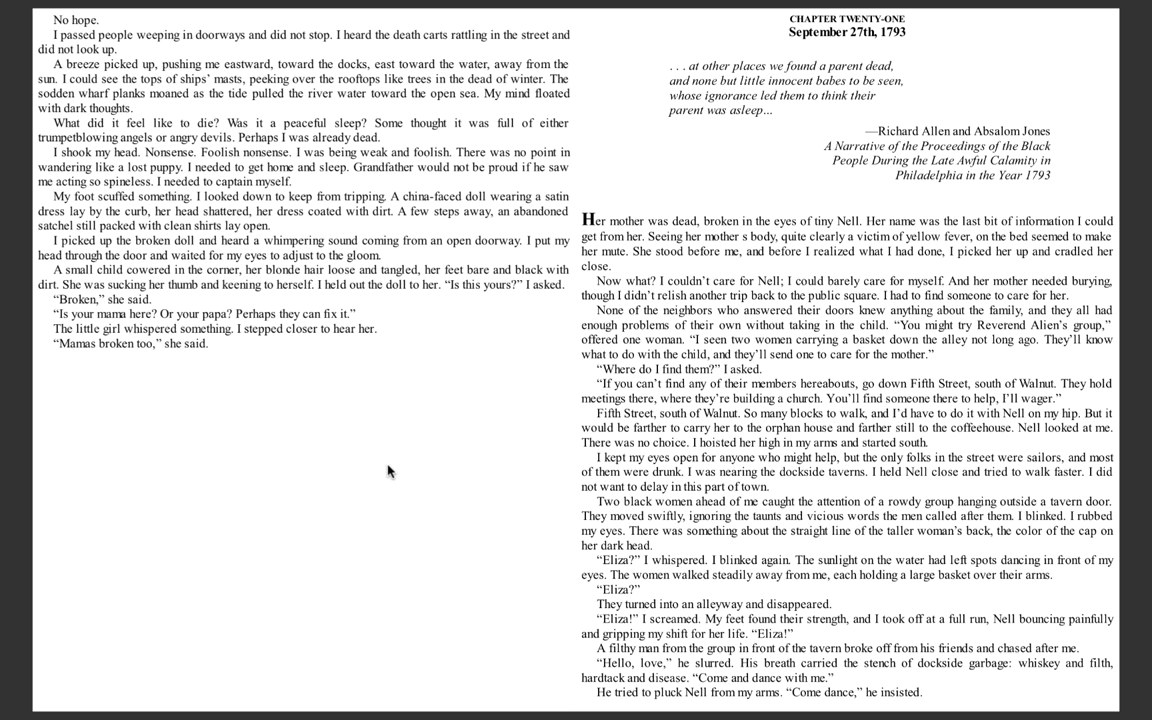 No hope.
I passed people weeping in doorways and did not stop. I heard the death carts rattling in the street and
did not look up.
A breeze picked up, pushing me eastward, toward the docks, east toward the water, away from the
sun. I could see the tops of ships’ masts, peeking over the rooftops like trees in the dead of winter. The
sodden wharf planks moaned as the tide pulled the river water toward the open sea. My mind floated
with dark thoughts.
What did it feel like to die? Was it a peaceful sleep? Some thought it was full of either
trumpetblowing angels or angry devils. Perhaps I was already dead.
I shook my head. Nonsense. Foolish nonsense. I was being weak and foolish. There was no point in
wandering like a lost puppy. I needed to get home and sleep. Grandfather would not be proud if he saw
me acting so spineless. I needed to captain myself.
My foot scuffed something. I looked down to keep from tripping. A china-faced doll wearing a satin
dress lay by the curb, her head shattered, her dress coated with dirt. A few steps away, an abandoned
satchel still packed with clean shirts lay open.
I picked up the broken doll and heard a whimpering sound coming from an open doorway. I put my
head through the door and waited for my eyes to adjust to the gloom.
A small child cowered in the corner, her blonde hair loose and tangled, her feet bare and black with
dirt. She was sucking her thumb and keening to herself. I held out the doll to her. “Is this yours?” I asked.
“Broken,” she said.
“Is your mama here? Or your papa? Perhaps they can fix it.”
The little girl whispered something. I stepped closer to hear her.
“Mamas broken too,” she said.
CHAPTER TWENTY-ONE
September 27th, 1793
. . . at other places we found a parent dead,
and none but little innocent babes to be seen,
whose ignorance led them to think their
parent was asleep...
—Richard Allen and Absalom Jones
A Narrative of the Proceedings of the Black
People During the Late Awful Calamity in
Philadelphia in the Year 1793
Her mother was dead, broken in the eyes of tiny Nell. Her name was the last bit of information I could
get from her. Seeing her mother s body, quite clearly a victim of yellow fever, on the bed seemed to make
her mute. She stood before me, and before I realized what I had done, I picked her up and cradled her
close.
Now what? I couldn’t care for Nell; I could barely care for myself. And her mother needed burying,
though I didn’t relish another trip back to the public square. I had to find someone to care for her.
None of the neighbors who answered their doors knew anything about the family, and they all had
enough problems of their own without taking in the child. “You might try Reverend Alien’s group,”
offered one woman. “I seen two women carrying a basket down the alley not long ago. They’ll know
what to do with the child, and they’ll send one to care for the mother.”
“Where do I find them?” I asked.
“If you can’t find any of their members hereabouts, go down Fifth Street, south of Walnut. They hold
meetings there, where they’re building a church. You’ll find someone there to help, I’ll wager.”
Fifth Street, south of Walnut. So many blocks to walk, and I’d have to do it with Nell on my hip. But it
would be farther to carry her to the orphan house and farther still to the coffeehouse. Nell looked at me.
There was no choice. I hoisted her high in my arms and started south.
I kept my eyes open for anyone who might help, but the only folks in the street were sailors, and most
of them were drunk. I was nearing the dockside taverns. I held Nell close and tried to walk faster. I did
not want to delay in this part of town.
Two black women ahead of me caught the attention of a rowdy group hanging outside a tavern door.
They moved swiftly, ignoring the taunts and vicious words the men called after them. I blinked. I rubbed
my eyes. There was something about the straight line of the taller woman’s back, the color of the cap on
her dark head.
“Eliza?” I whispered. I blinked again. The sunlight on the water had left spots dancing in front of my
eyes. The women walked steadily away from me, each holding a large basket over their arms.
“Eliza?”
They turned into an alleyway and disappeared.
“Eliza!” I screamed. My feet found their strength, and I took off at a full run, Nell bouncing painfully
and gripping my shift for her life. “Eliza!”
A filthy man from the group in front of the tavern broke off from his friends and chased after me.
“Hello, love,” he slurred. His breath carried the stench of dockside garbage: whiskey and filth,
hardtack and disease. “Come and dance with me.”
He tried to pluck Nell from my arms. “Come dance,” he insisted.